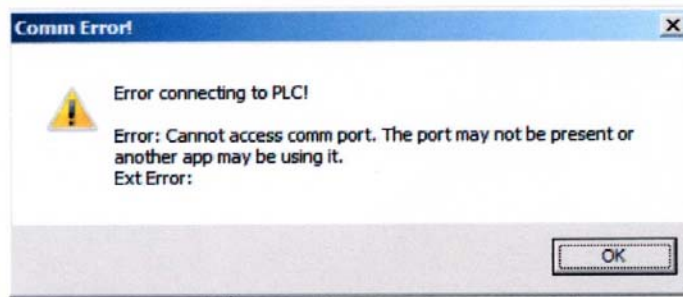 Comm Error!
Error connecting to PLC!
Error: Cannot access comm port. The port may not be present or
another app may be using it.
Ext Error:
OK